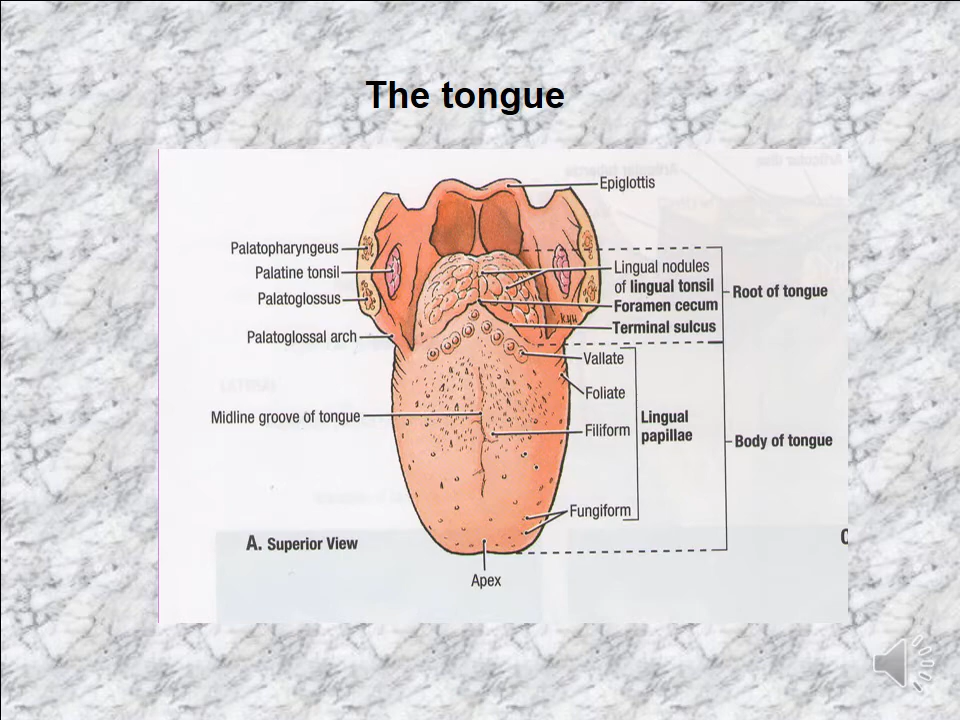 The tongue
Epiglottis
Palatopharyngeus
Palatine tonsil
Palatoglossus
Palatoglossal arch
Lingual nodules
of lingual tonsil
Foramen cecum
Terminal sulcus
Root of tongue
Vallate
Foliate
Midline groove of tongue
Filiform
Lingual
papillae
Body of tongue
Fungiform
A. Superior View
Apex